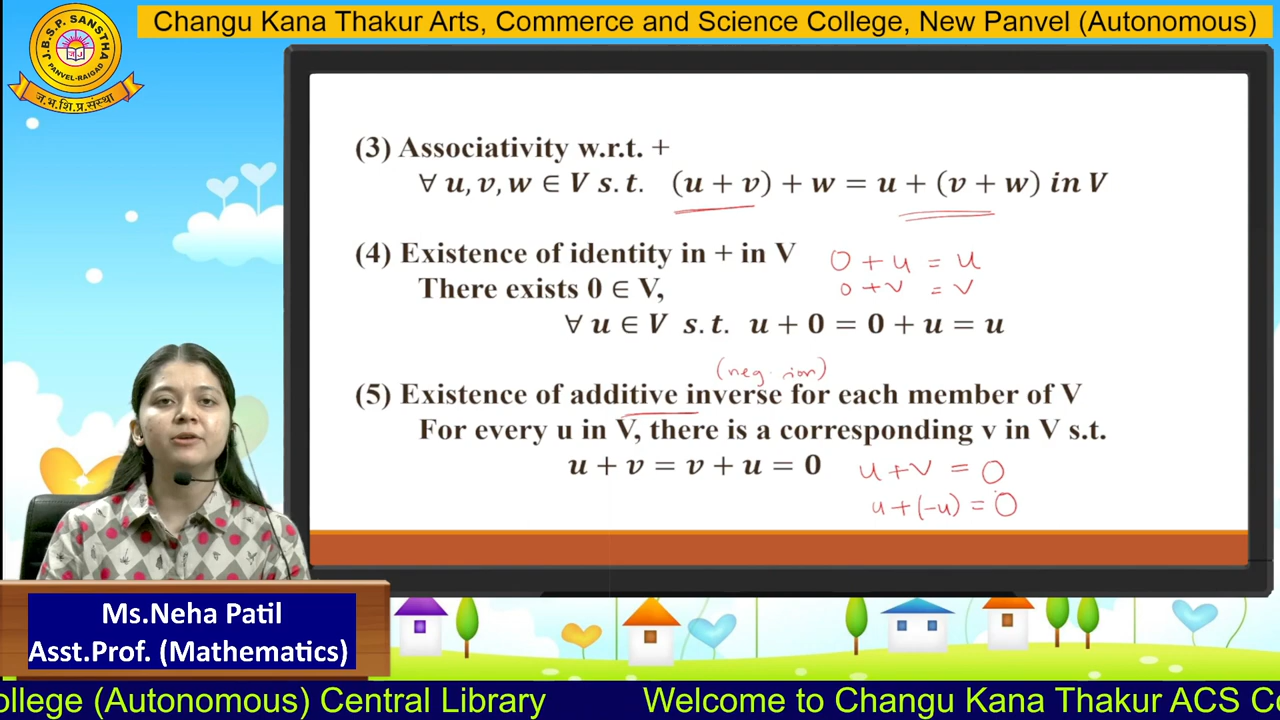 Changu Kana Thakur Arts, Commerce and Science College, New Panvel (Autonomous)
J.B.S.P. SANSTHA
PANVEL-RAIGAD
ज.भ.शि.प्र.संस्था
(3) Associativity w.r.t. +
∀ u, v, w ∈ V s.t. (u + v) + w = u + (v + w) in V
(4) Existence of identity in + in V
0 + u = u
There exists 0 ∈ V,
0 + v = v
∀ u ∈ V s.t. u + 0 = 0 + u = u
(neg. ion)
(5) Existence of additive inverse for each member of V
For every u in V, there is a corresponding v in V s.t.
u + v = v + u = 0
u + v = 0
u + (-u) = 0
Ms.Neha Patil
Asst.Prof. (Mathematics)
ollege (Autonomous) Central Library Welcome to Changu Kana Thakur ACS Co